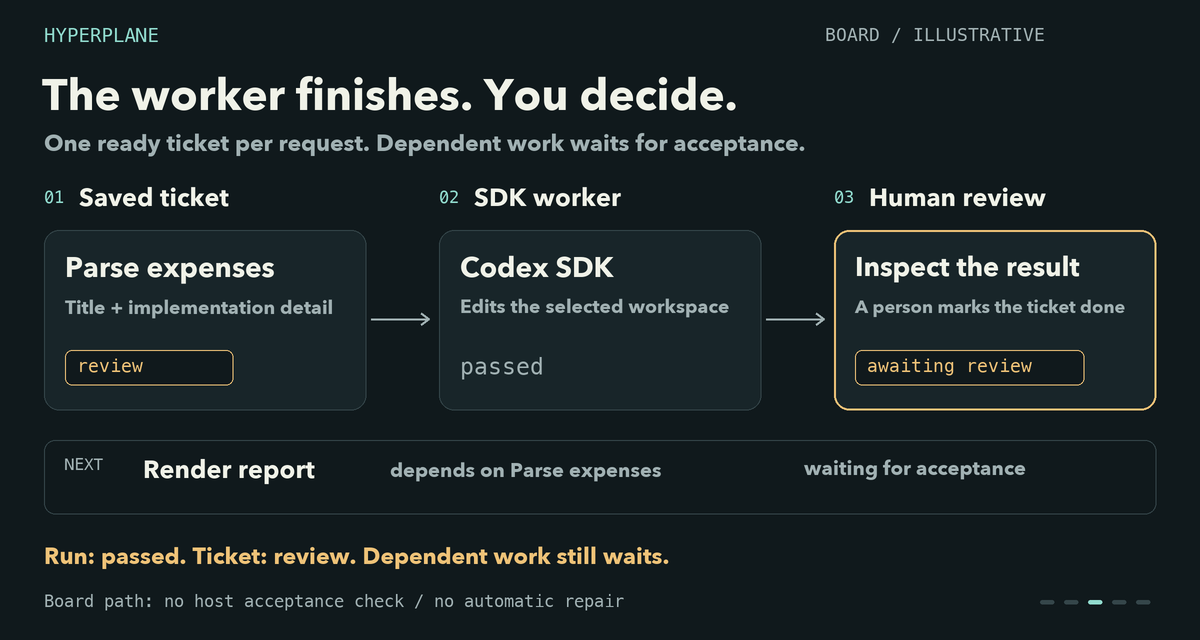 HYPERPLANE
BOARD / ILLUSTRATIVE
The worker finishes. You decide.
One ready ticket per request. Dependent work waits for acceptance.
01 Saved ticket
02 SDK worker
03 Human review
Parse expenses
Title + implementation detail
review
Codex SDK
Edits the selected workspace
passed
Inspect the result
A person marks the ticket done
awaiting review
NEXT Render report depends on Parse expenses waiting for acceptance
Run: passed. Ticket: review. Dependent work still waits.
Board path: no host acceptance check / no automatic repair